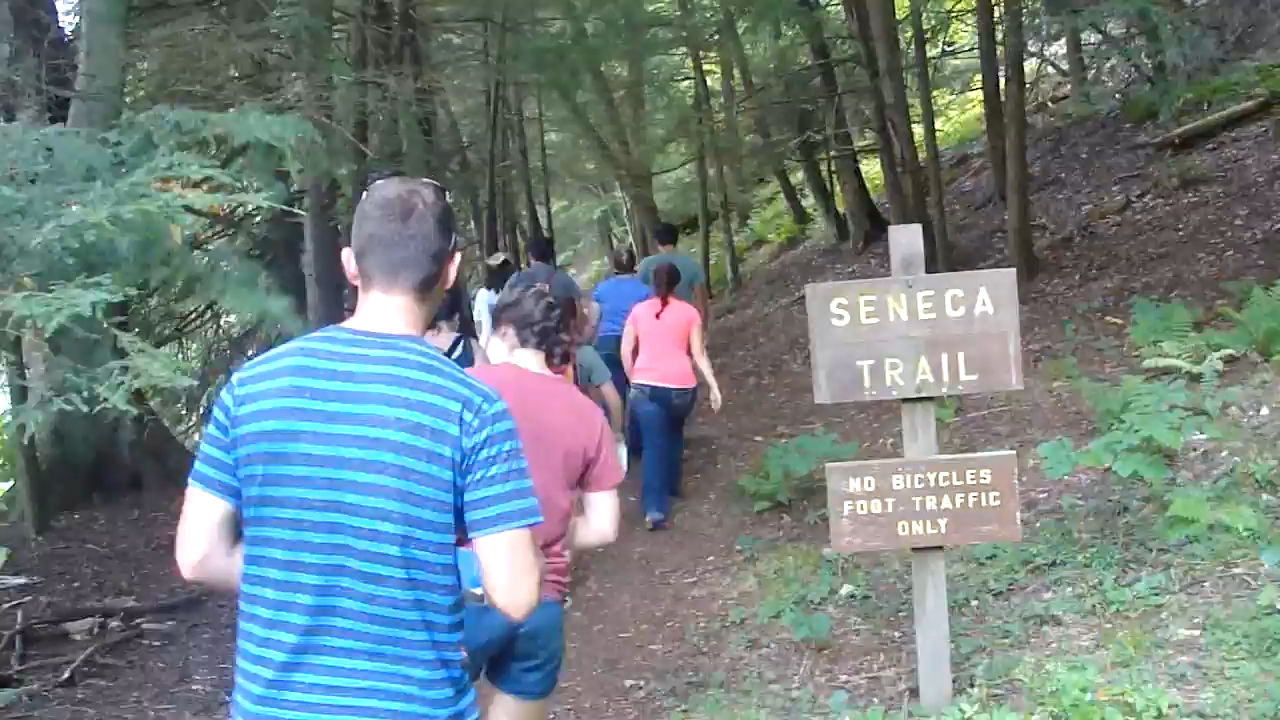 SENECA
TRAIL
NO BICYCLES
FOOT TRAFFIC
ONLY